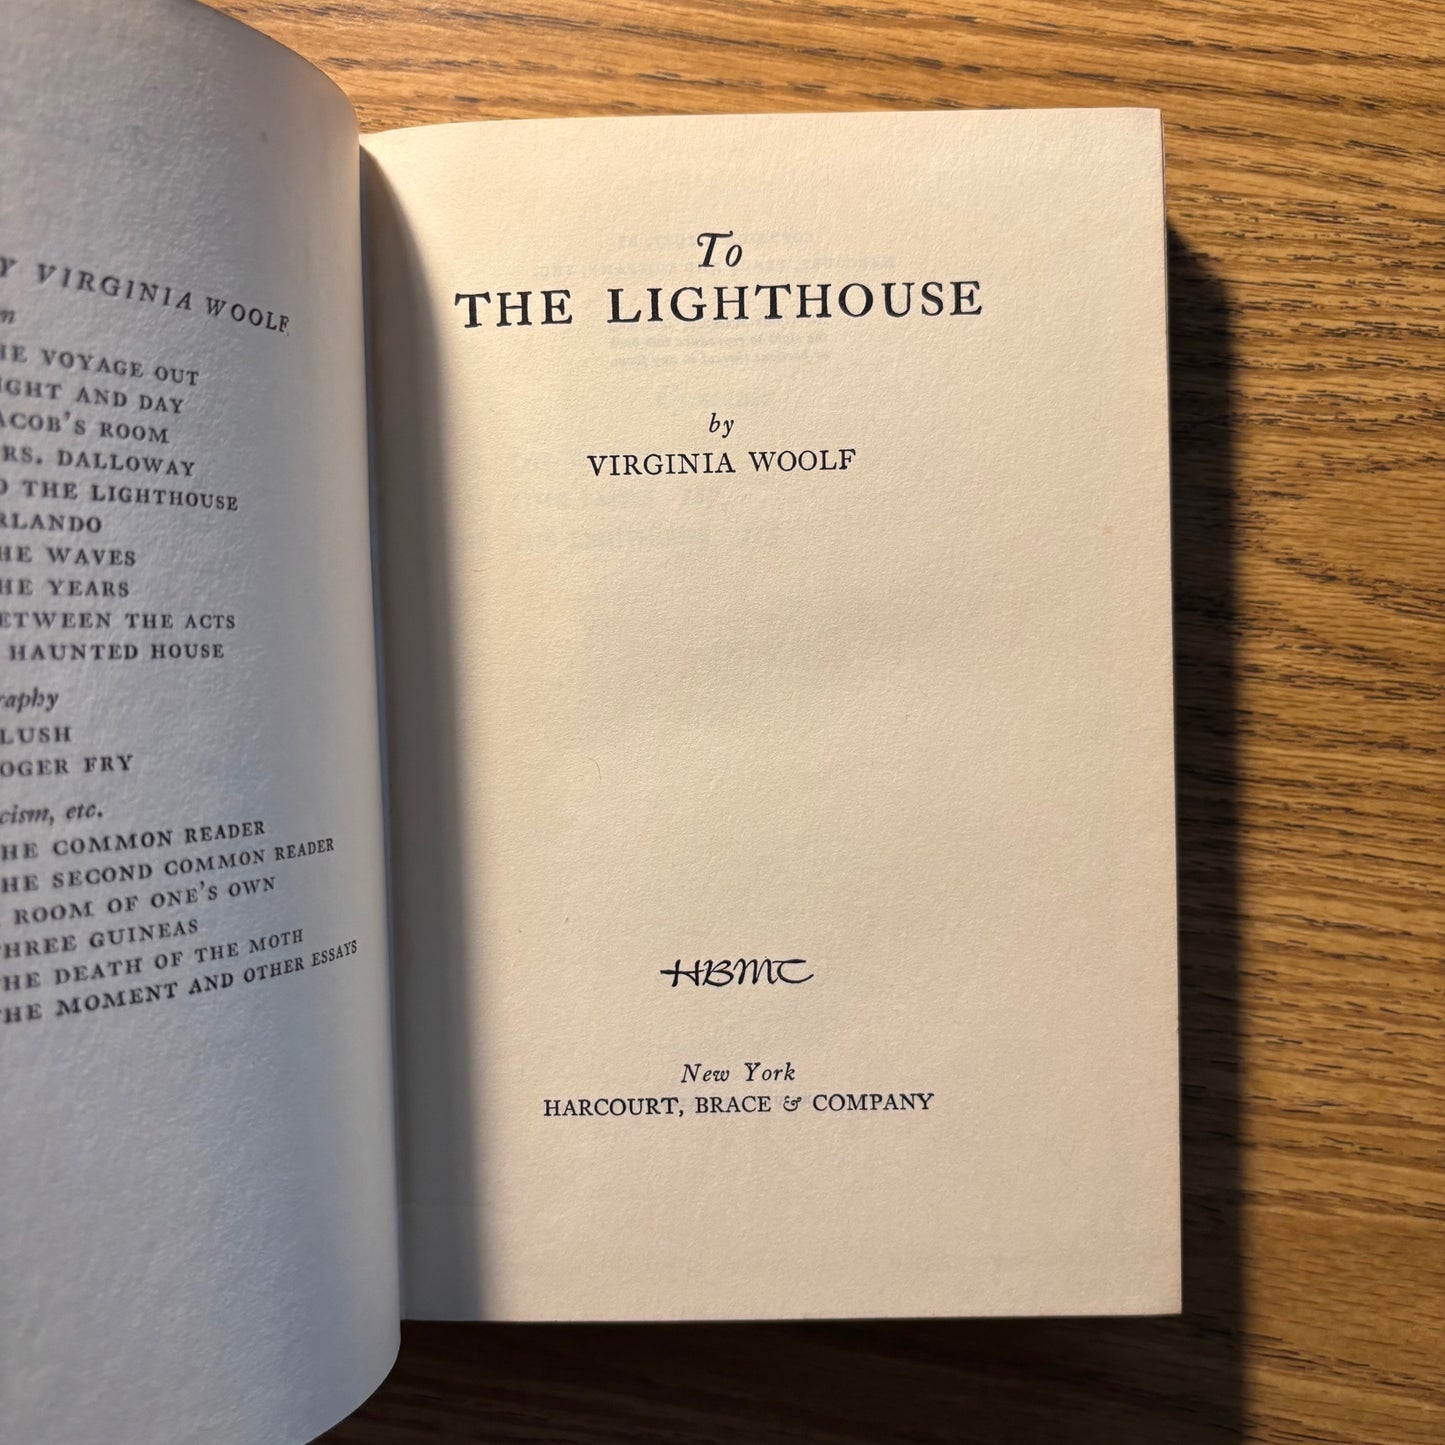 Y VIRGINIA WOOLF
n
HE VOYAGE OUT
IGHT AND DAY
ACOB'S ROOM
RS. DALLOWAY
O THE LIGHTHOUSE
RLANDO
HE WAVES
HE YEARS
ETWEEN THE ACTS
HAUNTED HOUSE
raphy
LUSH
OGER FRY
cism, etc.
HE COMMON READER
HE SECOND COMMON READER
ROOM OF ONE'S OWN
HREE GUINEAS
HE DEATH OF THE MOTH
HE MOMENT AND OTHER ESSAYS
To
THE LIGHTHOUSE
by
VIRGINIA WOOLF
HBMC
New York
HARCOURT, BRACE & COMPANY